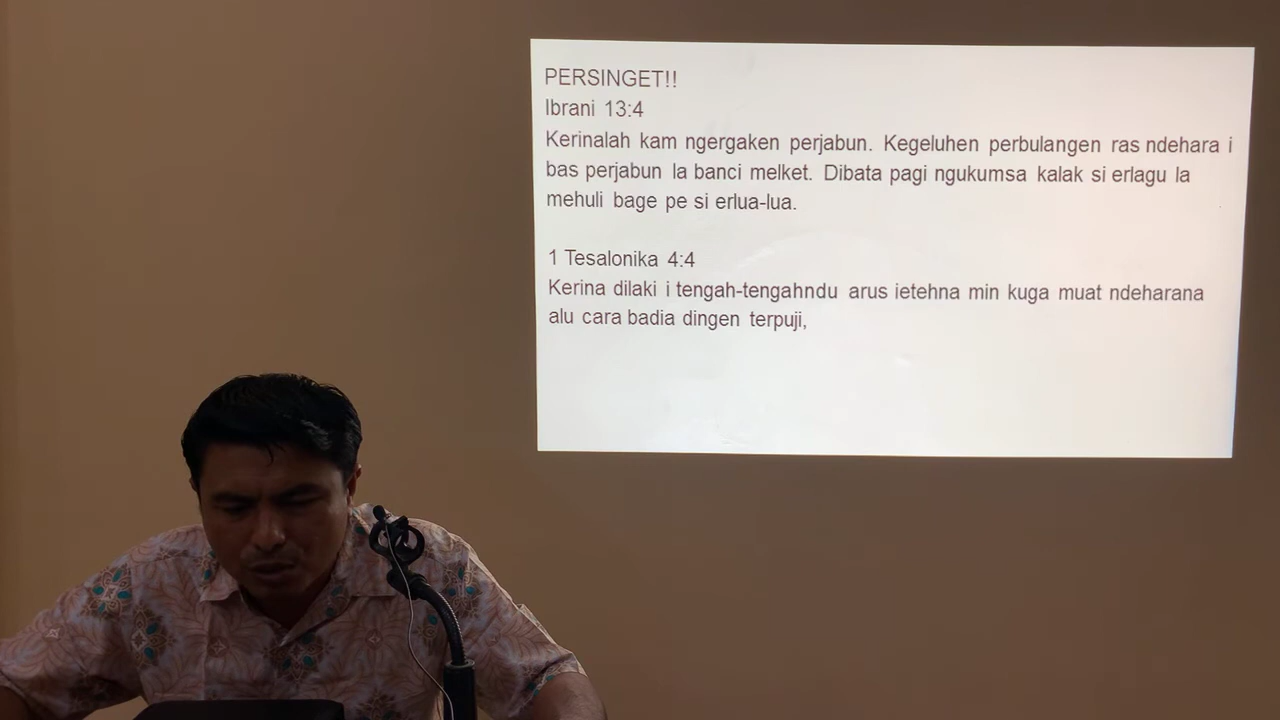 PERSINGET!!
Ibrani 13:4
Kerinalah kam ngergaken perjabun. Kegeluhen perbulangen ras ndehara i
bas perjabun la banci melket. Dibata pagi ngukumsa kalak si erlagu la
mehuli bage pe si erlua-lua.
1 Tesalonika 4:4
Kerina dilaki i tengah-tengahndu arus ietehna min kuga muat ndeharana
alu cara badia dingen terpuji,